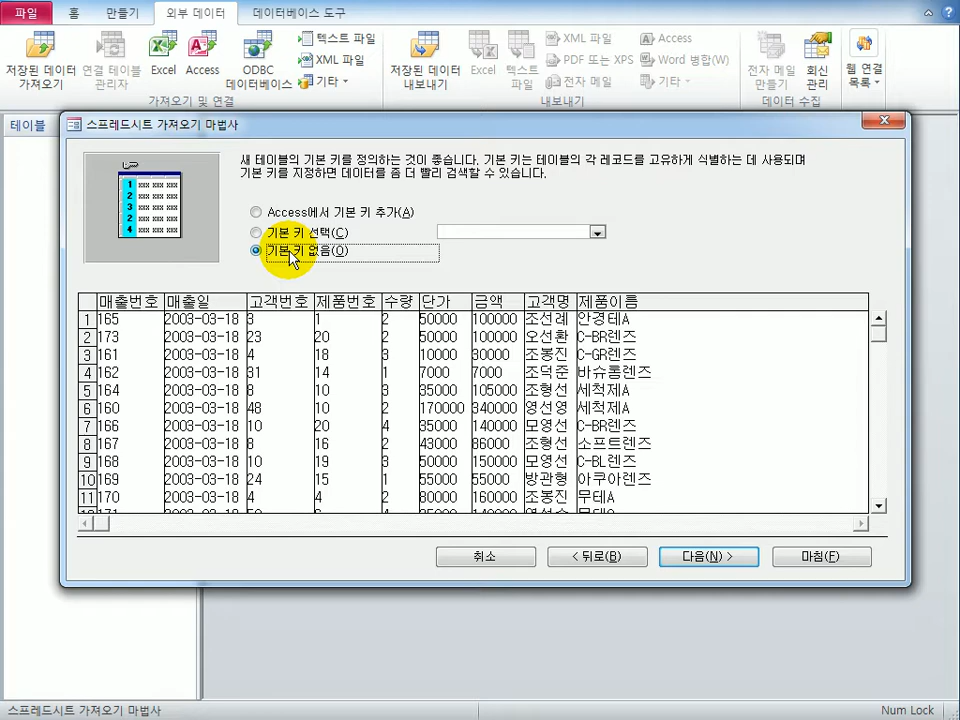 파일 홈 만들기 외부 데이터 데이터베이스 도구
저장된 데이터 가져오기
연결 테이블 관리자
Excel
Access
ODBC 데이터베이스
텍스트 파일
XML 파일
기타
가져오기 및 연결
저장된 데이터 내보내기
Excel
텍스트 파일
XML 파일
PDF 또는 XPS
전자 메일
Access
Word 병합(W)
기타
내보내기
전자 메일 만들기
회신 관리
데이터 수집
웹 연결 목록
테이블
스프레드시트 가져오기 마법사
새 테이블의 기본 키를 정의하는 것이 좋습니다. 기본 키는 테이블의 각 레코드를 고유하게 식별하는 데 사용되며
기본 키를 지정하면 데이터를 좀 더 빨리 검색할 수 있습니다.
1 xxx xxx xxx
2 xxx xxx xxx
3 xxx xxx xxx
2 xxx xxx xxx
4 xxx xxx xxx
Access에서 기본 키 추가(A)
기본 키 선택(C)
기본 키 없음(O)
매출번호 매출일 고객번호 제품번호 수량 단가 금액 고객명 제품이름
1 165 2003-03-18 3 1 2 50000 100000 조선례 안경테A
2 173 2003-03-18 23 20 2 50000 100000 오선환 C-BR렌즈
3 161 2003-03-18 4 18 3 10000 30000 조봉진 C-GR렌즈
4 162 2003-03-18 31 14 1 7000 7000 조덕준 바슈롬렌즈
5 164 2003-03-18 8 10 3 35000 105000 조형선 세척제A
6 160 2003-03-18 48 10 2 170000 340000 영선영 세척제A
7 166 2003-03-18 10 20 4 35000 140000 모영선 C-BR렌즈
8 167 2003-03-18 8 16 2 43000 86000 조형선 소프트렌즈
9 168 2003-03-18 10 19 3 50000 150000 모영선 C-BL렌즈
10 169 2003-03-18 24 15 1 55000 55000 방관형 아쿠아렌즈
11 170 2003-03-18 4 4 2 80000 160000 조봉진 무테A
취소 < 뒤로(B) 다음(N) > 마침(F)
스프레드시트 가져오기 마법사 Num Lock